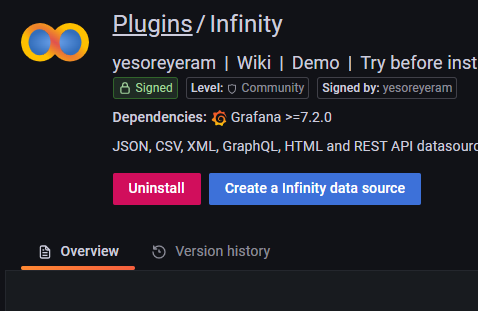 Plugins / Infinity
yesoreyeram | Wiki | Demo | Try before inst
Signed Level: Community Signed by: yesoreyeram
Dependencies: Grafana >=7.2.0
JSON, CSV, XML, GraphQL, HTML and REST API datasourc
Uninstall Create a Infinity data source
Overview Version history